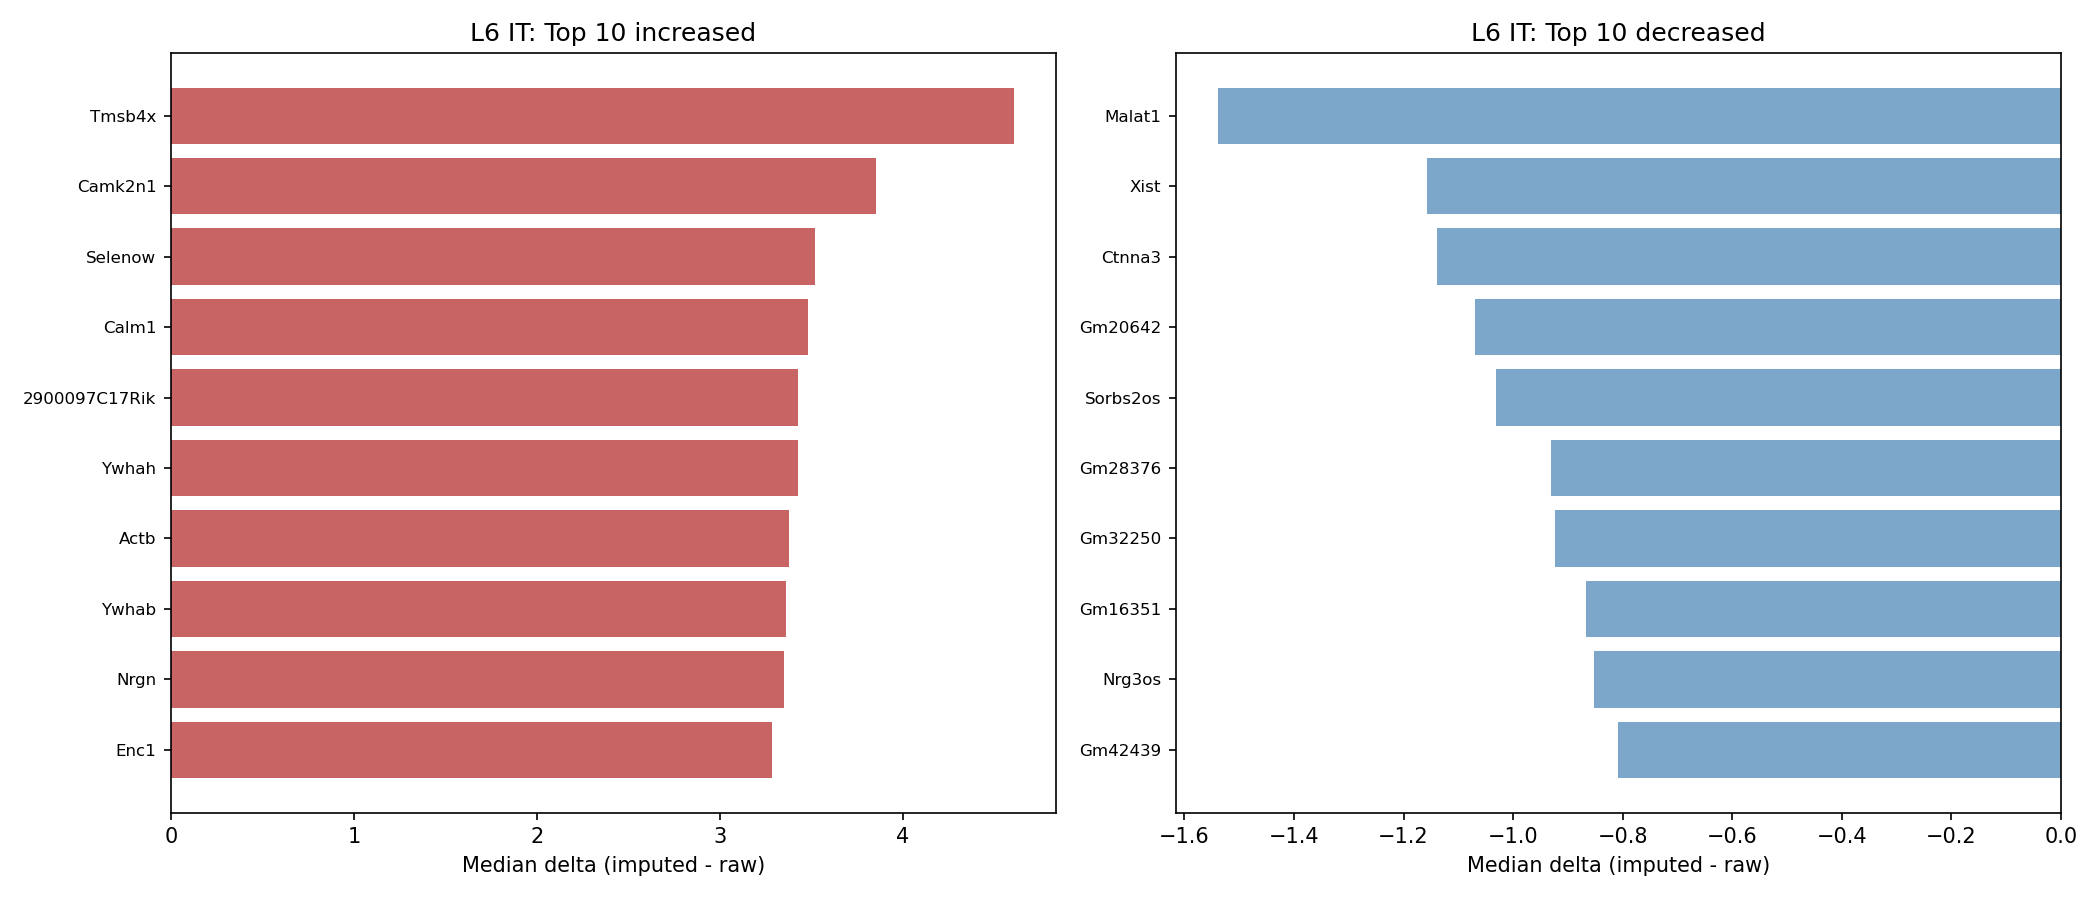 L6 IT: Top 10 increased
Tmsb4x
Camk2n1
Selenow
Calm1
2900097C17Rik
Ywhah
Actb
Ywhab
Nrgn
Enc1
0 1 2 3 4
Median delta (imputed - raw)
L6 IT: Top 10 decreased
Malat1
Xist
Ctnna3
Gm20642
Sorbs2os
Gm28376
Gm32250
Gm16351
Nrg3os
Gm42439
−1.6 −1.4 −1.2 −1.0 −0.8 −0.6 −0.4 −0.2 0.0
Median delta (imputed - raw)